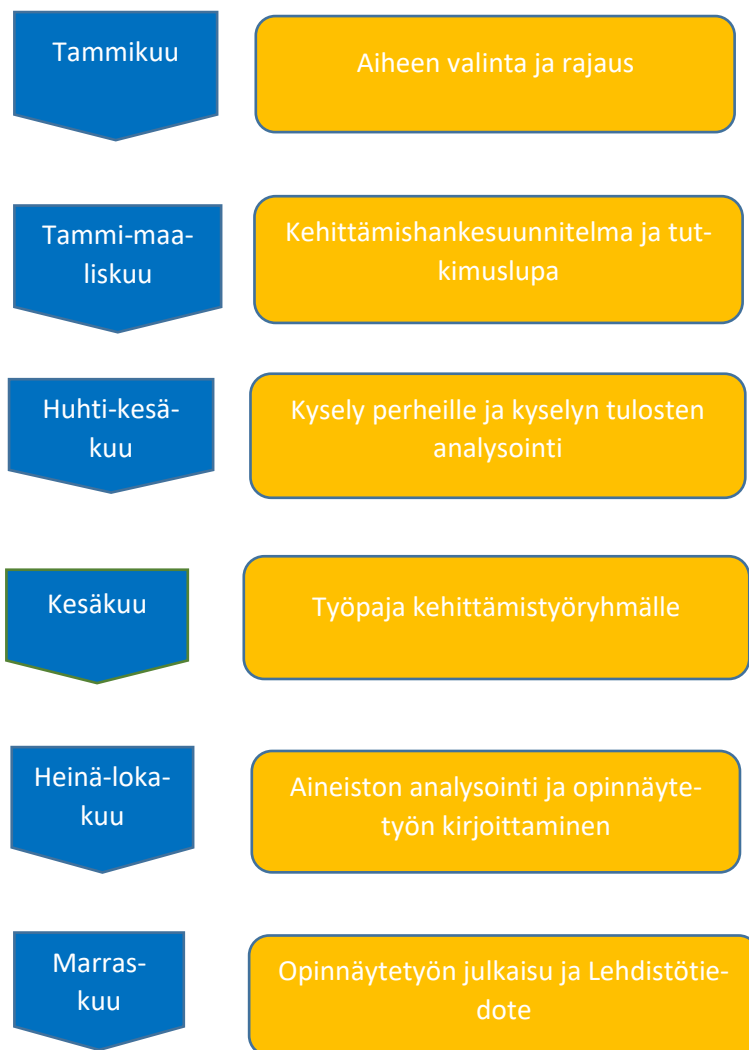 Tammikuu
Aiheen valinta ja rajaus
Tammi-maa-
liskuu
Kehittämishankesuunnitelma ja tut-
kimuslupa
Huhti-kesä-
kuu
Kysely perheille ja kyselyn tulosten
analysointi
Kesäkuu
Työpaja kehittämistyöryhmälle
Heinä-loka-
kuu
Aineiston analysointi ja opinnäyte-
työn kirjoittaminen
Marras-
kuu
Opinnäytetyön julkaisu ja Lehdistötie-
dote